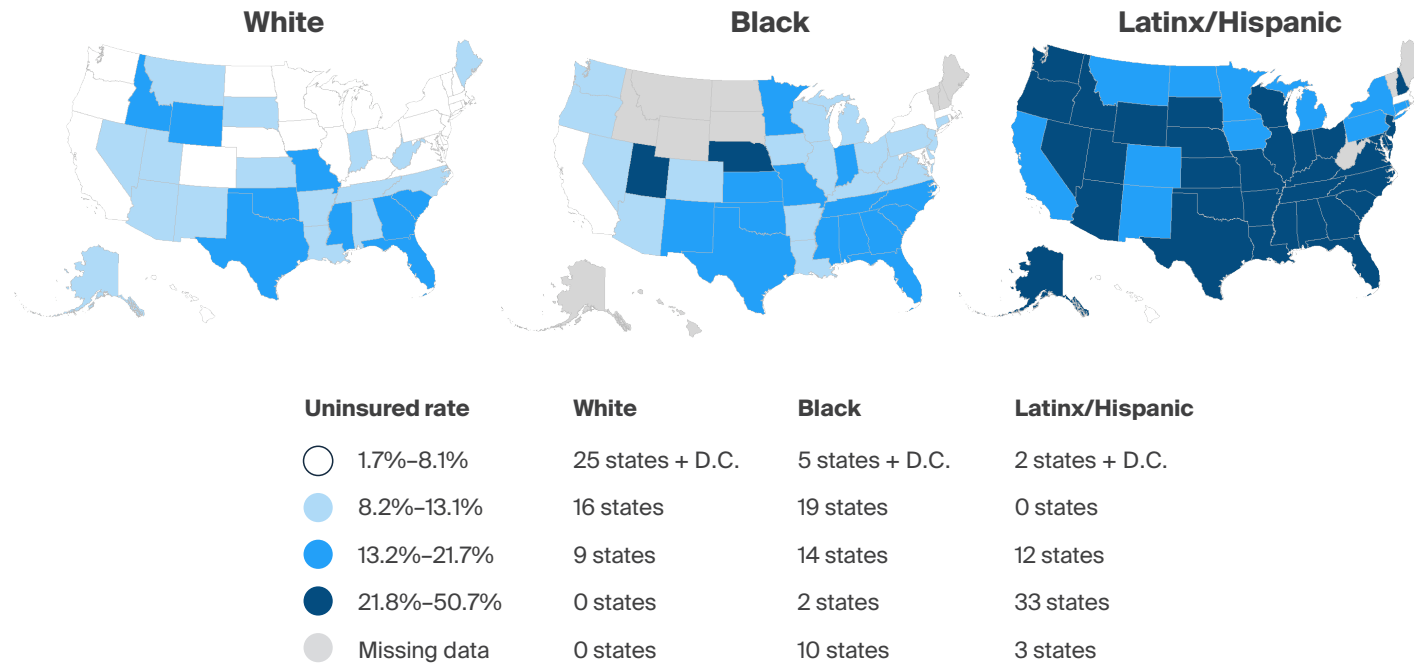 White Black Latinx/Hispanic
Uninsured rate White Black Latinx/Hispanic
1.7%–8.1% 25 states + D.C. 5 states + D.C. 2 states + D.C.
8.2%–13.1% 16 states 19 states 0 states
13.2%–21.7% 9 states 14 states 12 states
21.8%–50.7% 0 states 2 states 33 states
Missing data 0 states 10 states 3 states